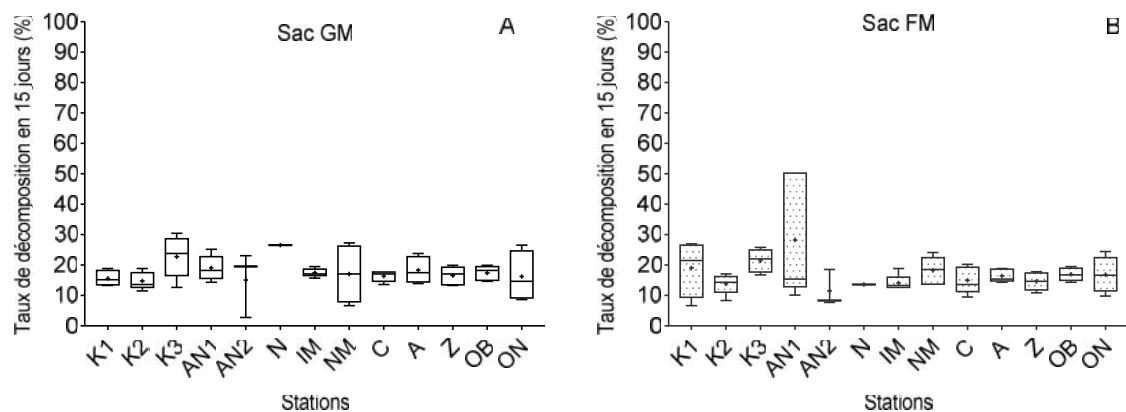 Sac GM
A
Taux de décomposition en 15 jours (%)
100
90
80
70
60
50
40
30
20
10
0
K1 K2 K3 AN1 AN2 N IM NM C A Z OB ON
Stations
Sac FM
B
Taux de décomposition en 15 jours (%)
100
90
80
70
60
50
40
30
20
10
0
K1 K2 K3 AN1 AN2 N IM NM C A Z OB ON
Stations